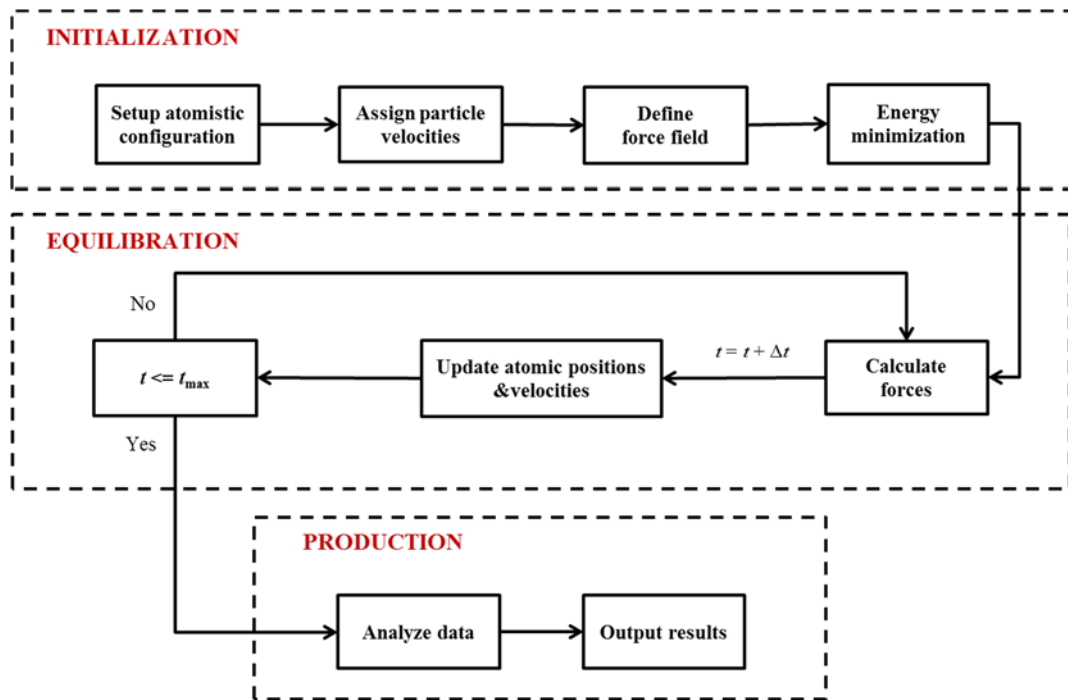 INITIALIZATION
Setup atomistic
configuration
Assign particle
velocities
Define
force field
Energy
minimization
EQUILIBRATION
No
t <= tmax
Yes
Update atomic positions
&velocities
t = t + Δt
Calculate
forces
PRODUCTION
Analyze data
Output results